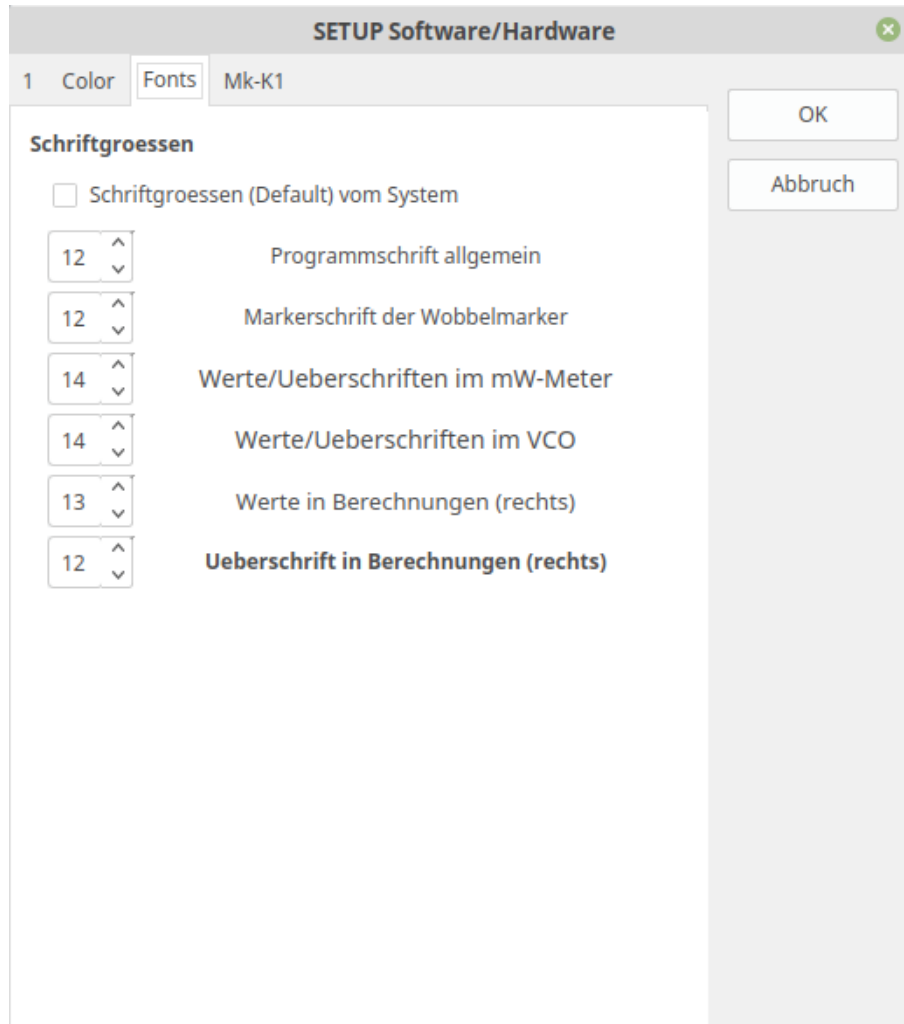 SETUP Software/Hardware
1 Color Fonts Mk-K1
OK
Abbruch
Schriftgroessen
Schriftgroessen (Default) vom System
12 Programmschrift allgemein
12 Markerschrift der Wobbelmarker
14 Werte/Ueberschriften im mW-Meter
14 Werte/Ueberschriften im VCO
13 Werte in Berechnungen (rechts)
12 Ueberschrift in Berechnungen (rechts)